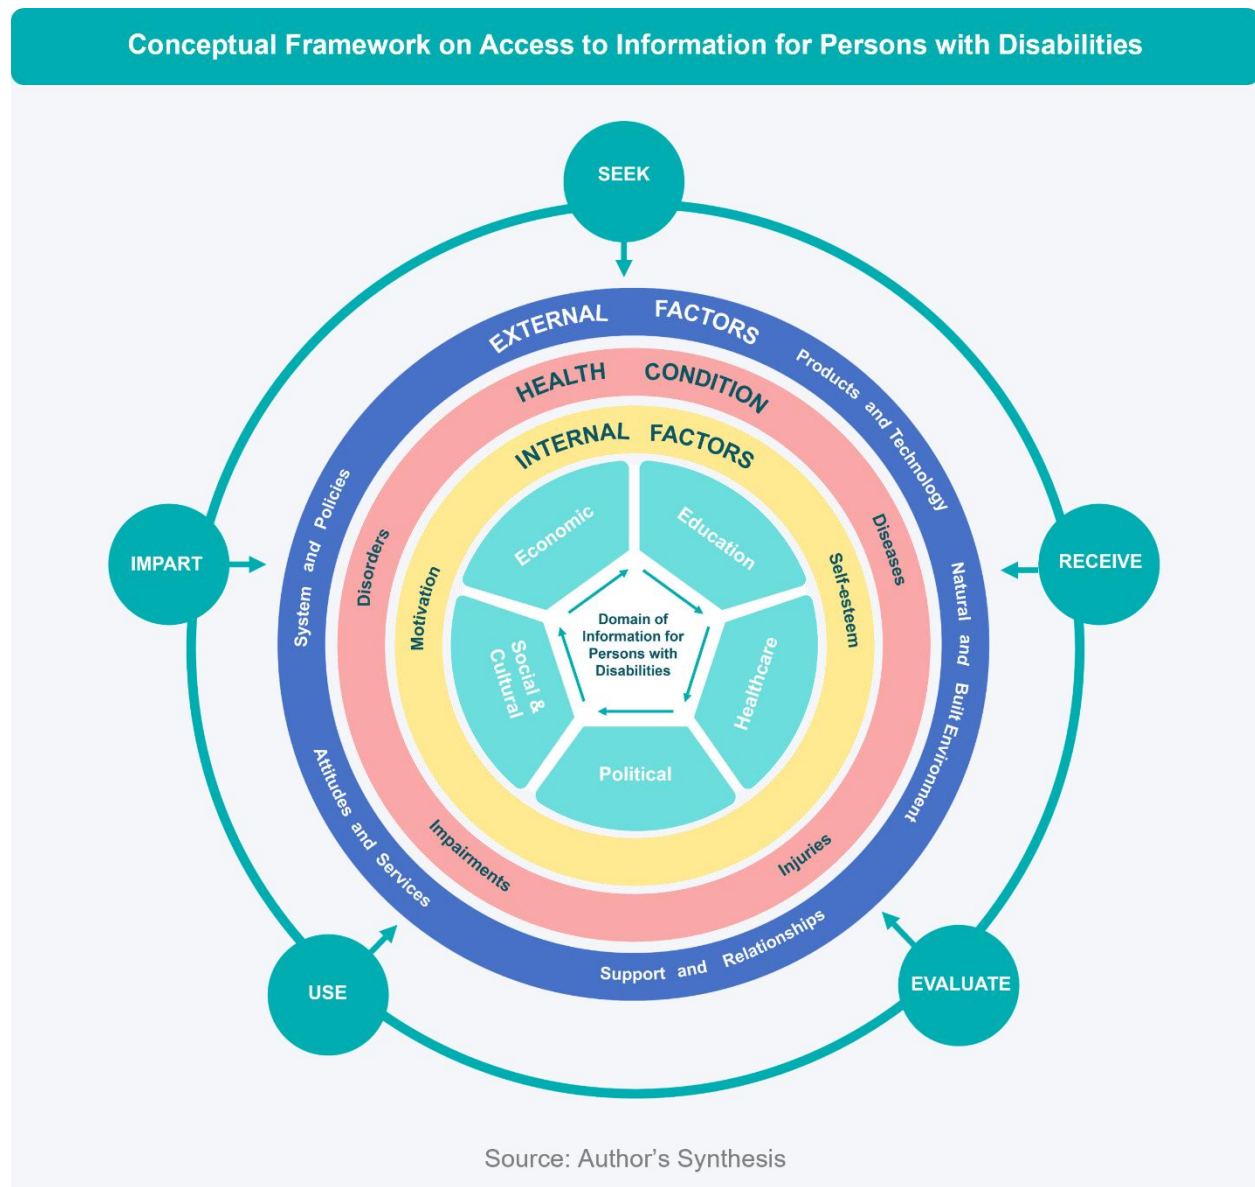 Conceptual Framework on Access to Information for Persons with Disabilities
SEEK
EXTERNAL FACTORS
Products and Technology
HEALTH CONDITION
INTERNAL FACTORS
System and Policies
Disorders
Motivation
Economic
Education
Self-esteem
Diseases
IMPART
RECEIVE
Natural and Built Environment
Domain of
Information for
Persons with
Disabilities
Social &
Cultural
Healthcare
Political
Attitudes and Services
Impairments
Injuries
Support and Relationships
USE
EVALUATE
Source: Author’s Synthesis